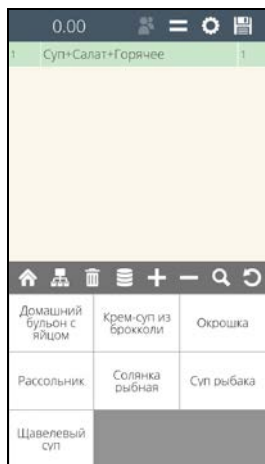 0.00
1 Суп+Салат+Горячее 1
Домашний
бульон с
яйцом
Крем-суп из
брокколи
Окрошка
Рассольник
Солянка
рыбная
Суп рыбака
Щавелевый
суп